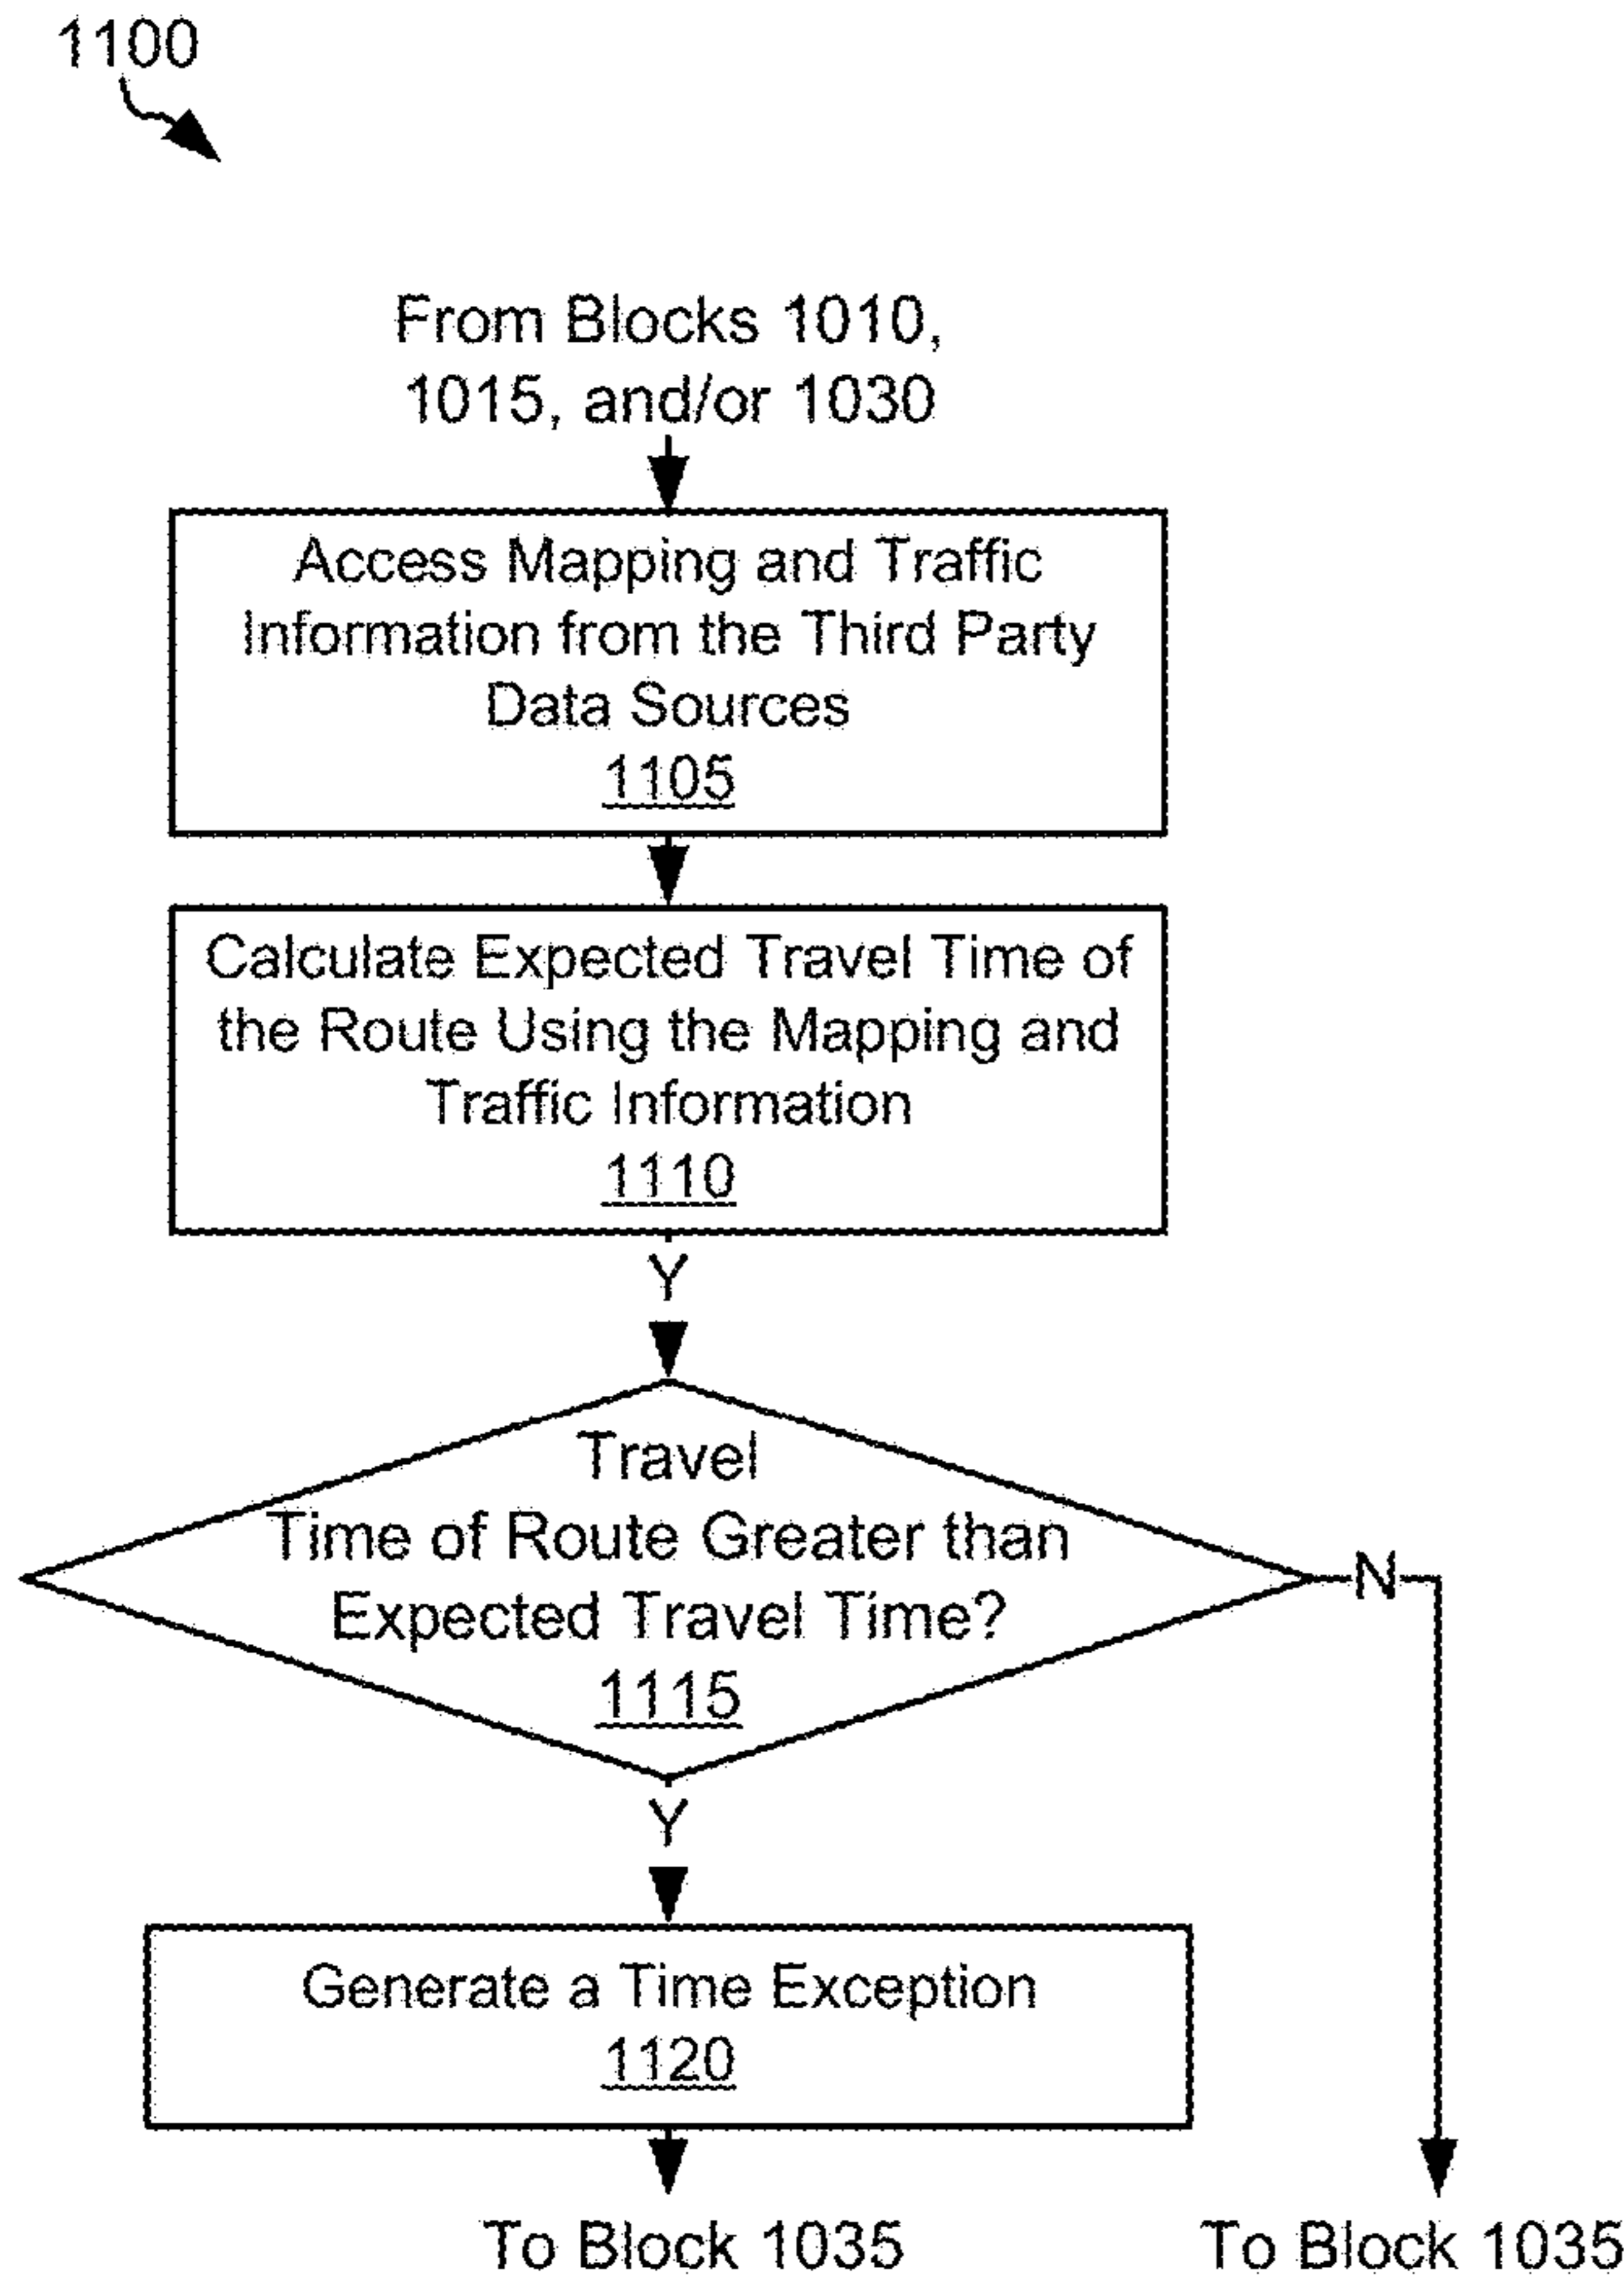 1100
From Blocks 1010,
1015, and/or 1030
Access Mapping and Traffic
Information from the Third Party
Data Sources
1105
Calculate Expected Travel Time of
the Route Using the Mapping and
Traffic Information
1110
Y
Travel
Time of Route Greater than
Expected Travel Time?
1115
N
Y
Generate a Time Exception
1120
To Block 1035
To Block 1035